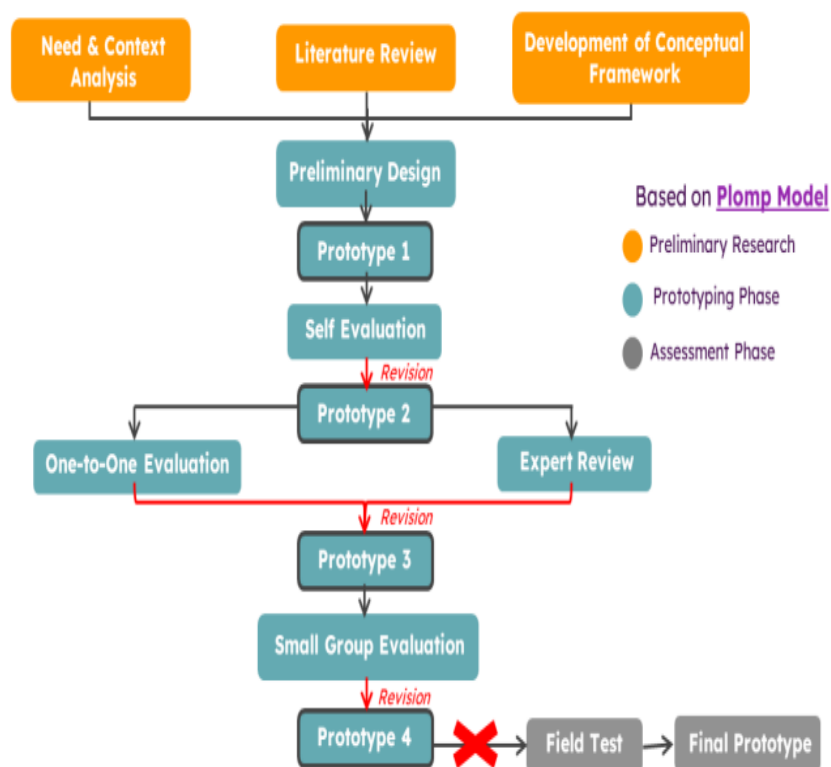 Need & Context
Analysis
Literature Review
Development of Conceptual
Framework
Preliminary Design
Based on Plomp Model
Prototype 1
Preliminary Research
Prototyping Phase
Self Evaluation
Assessment Phase
Revision
Prototype 2
One-to-One Evaluation
Expert Review
Revision
Prototype 3
Small Group Evaluation
Revision
Prototype 4
Field Test
Final Prototype